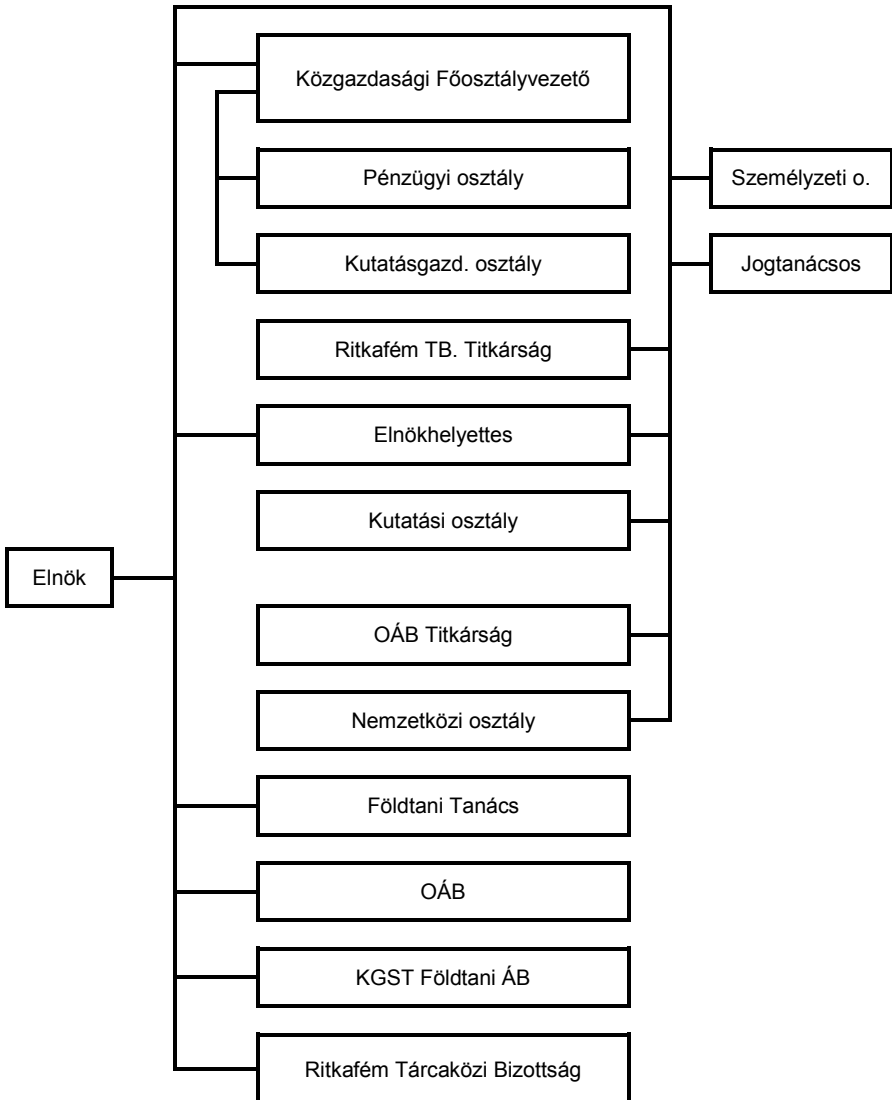 Közgazdasági Főosztályvezető
Pénzügyi osztály
Személyzeti o.
Kutatásgazd. osztály
Jogtanácsos
Ritkafém TB. Titkárság
Elnökhelyettes
Kutatási osztály
Elnök
OÁB Titkárság
Nemzetközi osztály
Földtani Tanács
OÁB
KGST Földtani ÁB
Ritkafém Tárcaközi Bizottság